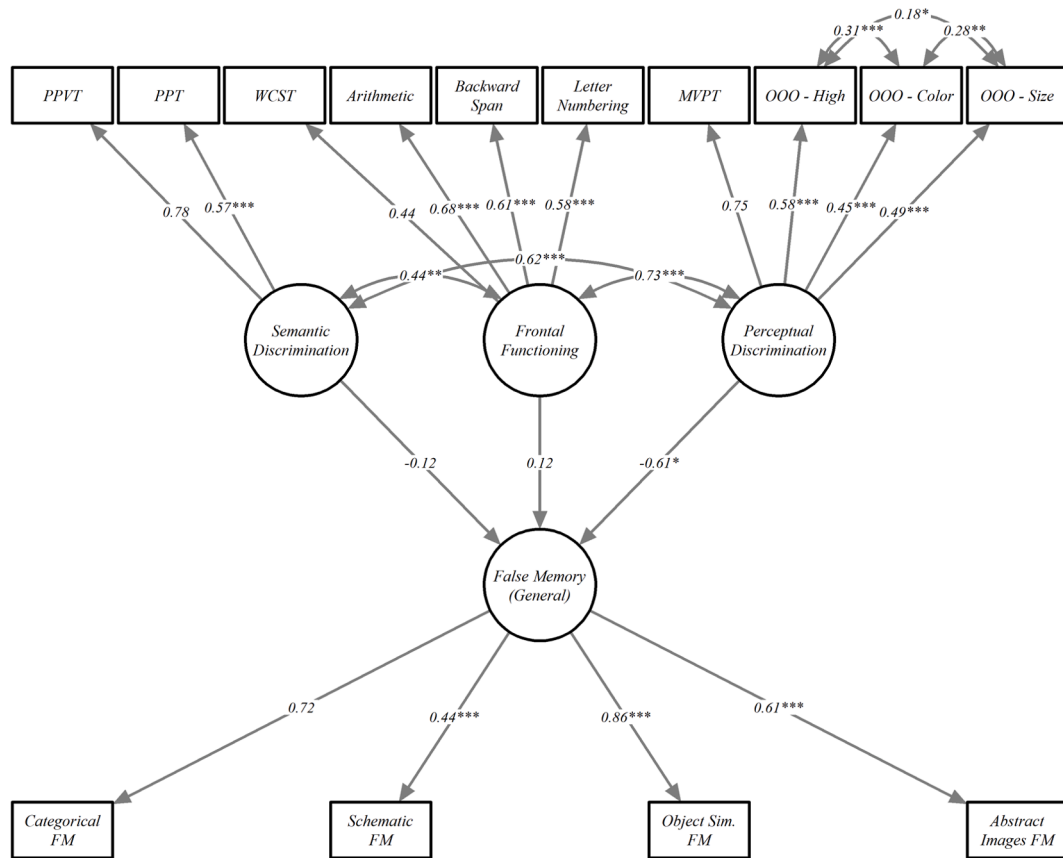 0.18*
0.31***
0.28**
PPVT
PPT
WCST
Arithmetic
Backward
Span
Letter
Numbering
MVPT
OOO - High
OOO - Color
OOO - Size
0.78
0.57***
0.44
0.68***
0.61***
0.58***
0.75
0.58***
0.45***
0.49***
0.62***
0.44**
0.73***
Semantic
Discrimination
Frontal
Functioning
Perceptual
Discrimination
-0.12
0.12
-0.61*
False Memory
(General)
0.72
0.44***
0.86***
0.61***
Categorical
FM
Schematic
FM
Object Sim.
FM
Abstract
Images FM